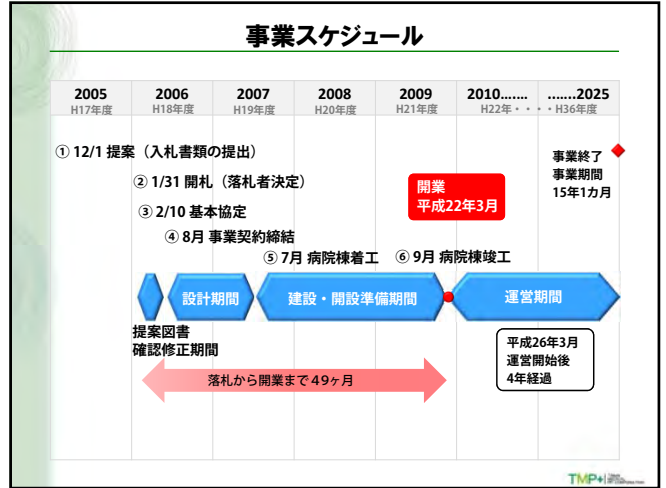 事業スケジュール
2005 2006 2007 2008 2009 2010....... .......2025
H17年度 H18年度 H19年度 H20年度 H21年度 H22年・・・・H36年度
① 12/1 提案（入札書類の提出）
② 1/31 開札（落札者決定）
③ 2/10 基本協定
④ 8月 事業契約締結
⑤ 7月 病院棟着工
⑥ 9月 病院棟竣工
開業
平成22年3月
事業終了
事業期間
15年1カ月
設計期間
建設・開設準備期間
運営期間
提案図書
確認修正期間
落札から開業まで49ヶ月
平成26年3月
運営開始後
4年経過
TMP+